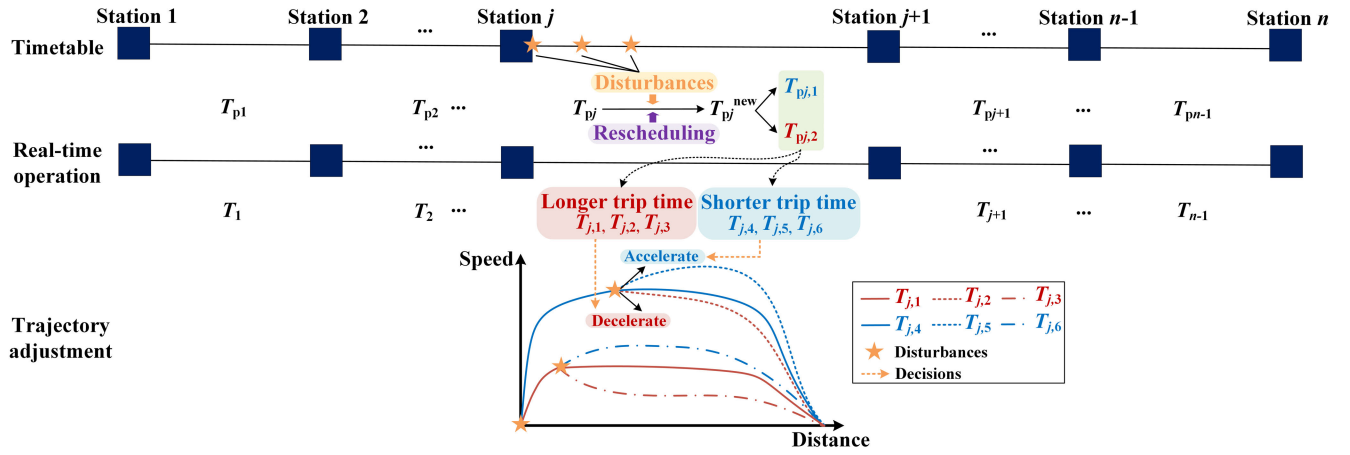 Station 1 Station 2 ... Station j Station j+1 ... Station n-1 Station n
Timetable
Disturbances
T_p1 T_p2 ... T_pj T_pj^new T_pj,1 T_pj+1 ... T_pn-1
T_pj,2
Rescheduling
Real-time
operation
... ...
Longer trip time Shorter trip time
T_j,1, T_j,2, T_j,3 T_j,4, T_j,5, T_j,6
T_1 T_2 ... T_j+1 ... T_n-1
Speed
Accelerate
Decelerate
Trajectory
adjustment
T_j,1 T_j,2 T_j,3
T_j,4 T_j,5 T_j,6
Disturbances
Decisions
Distance